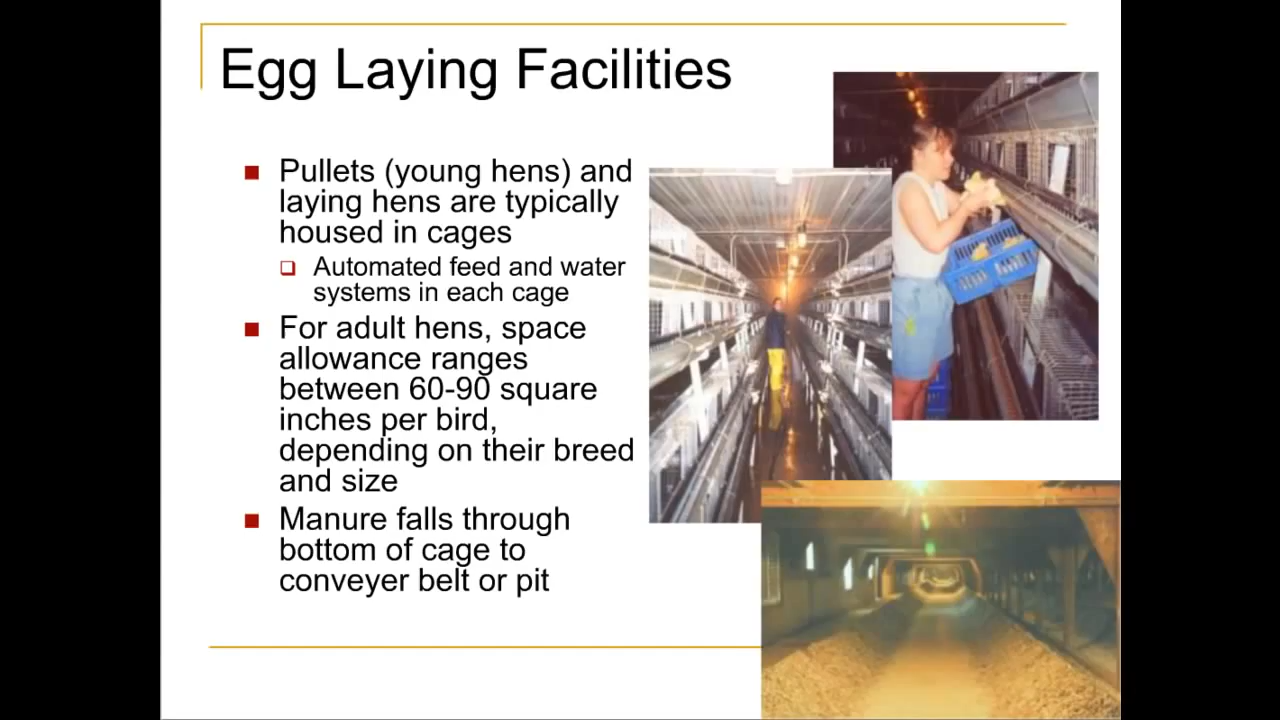 Egg Laying Facilities
Pullets (young hens) and
laying hens are typically
housed in cages
Automated feed and water
systems in each cage
For adult hens, space
allowance ranges
between 60-90 square
inches per bird,
depending on their breed
and size
Manure falls through
bottom of cage to
conveyer belt or pit